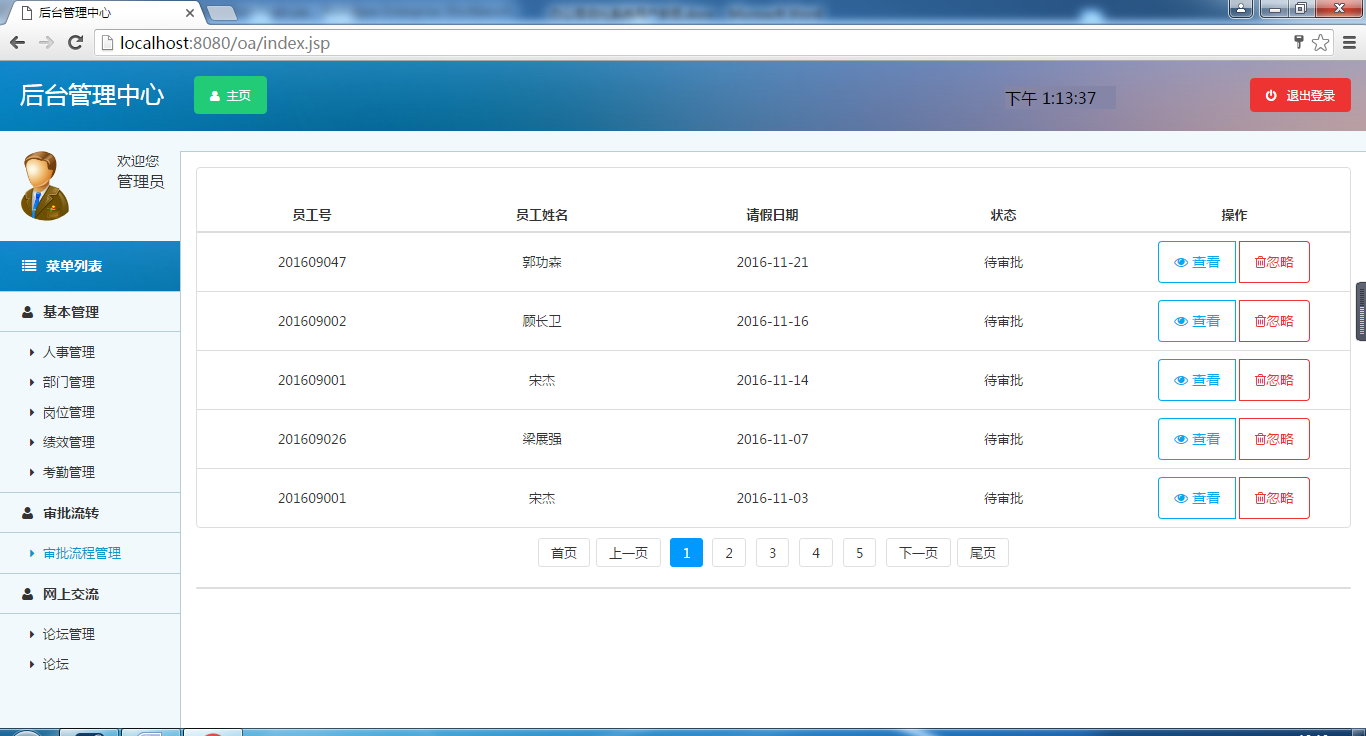 后台管理中心
localhost:8080/oa/index.jsp
后台管理中心 主页 下午 1:13:37 退出登录
欢迎您
管理员
菜单列表
基本管理
人事管理
部门管理
岗位管理
绩效管理
考勤管理
审批流转
审批流程管理
网上交流
论坛管理
论坛
员工号 员工姓名 请假日期 状态 操作
201609047 郭功森 2016-11-21 待审批 查看 忽略
201609002 顾长卫 2016-11-16 待审批 查看 忽略
201609001 宋杰 2016-11-14 待审批 查看 忽略
201609026 梁展强 2016-11-07 待审批 查看 忽略
201609001 宋杰 2016-11-03 待审批 查看 忽略
首页 上一页 1 2 3 4 5 下一页 尾页